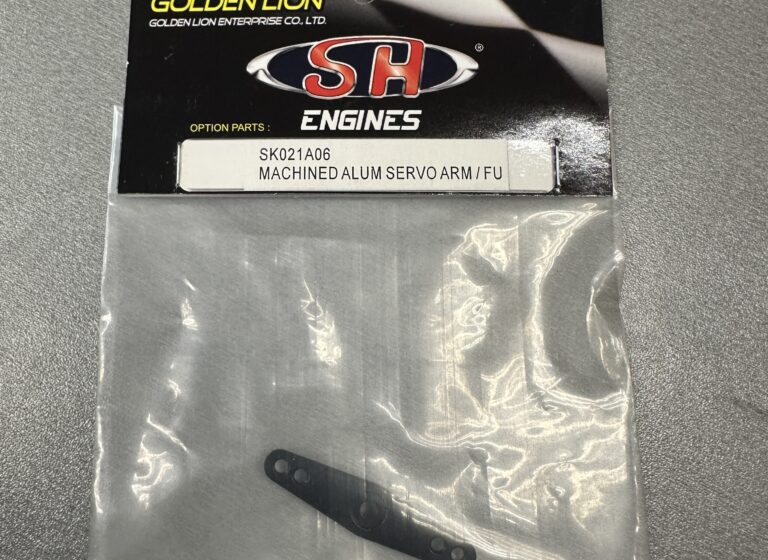 GOLDEN LION
GOLDEN LION ENTERPRISE CO., LTD.
SH ®
ENGINES
OPTION PARTS :
SK021A06
MACHINED ALUM SERVO ARM / FU